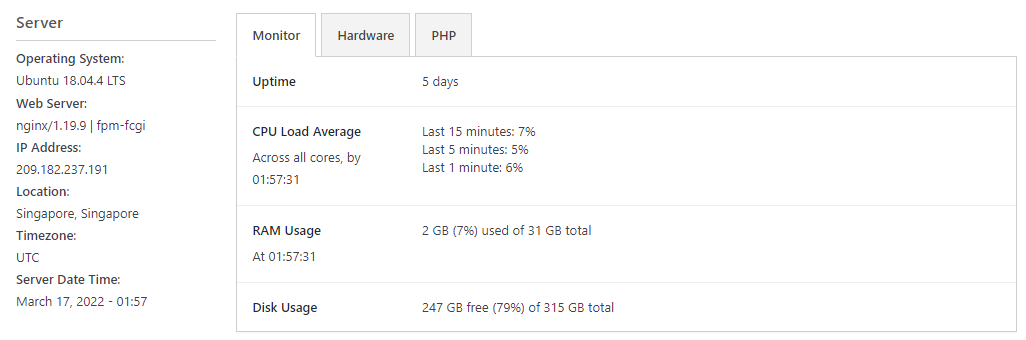 Server
Operating System:
Ubuntu 18.04.4 LTS
Web Server:
nginx/1.19.9 | fpm-fcgi
IP Address:
209.182.237.191
Location:
Singapore, Singapore
Timezone:
UTC
Server Date Time:
March 17, 2022 - 01:57
Monitor
Hardware
PHP
Uptime
5 days
CPU Load Average
Across all cores, by
01:57:31
Last 15 minutes: 7%
Last 5 minutes: 5%
Last 1 minute: 6%
RAM Usage
At 01:57:31
2 GB (7%) used of 31 GB total
Disk Usage
247 GB free (79%) of 315 GB total